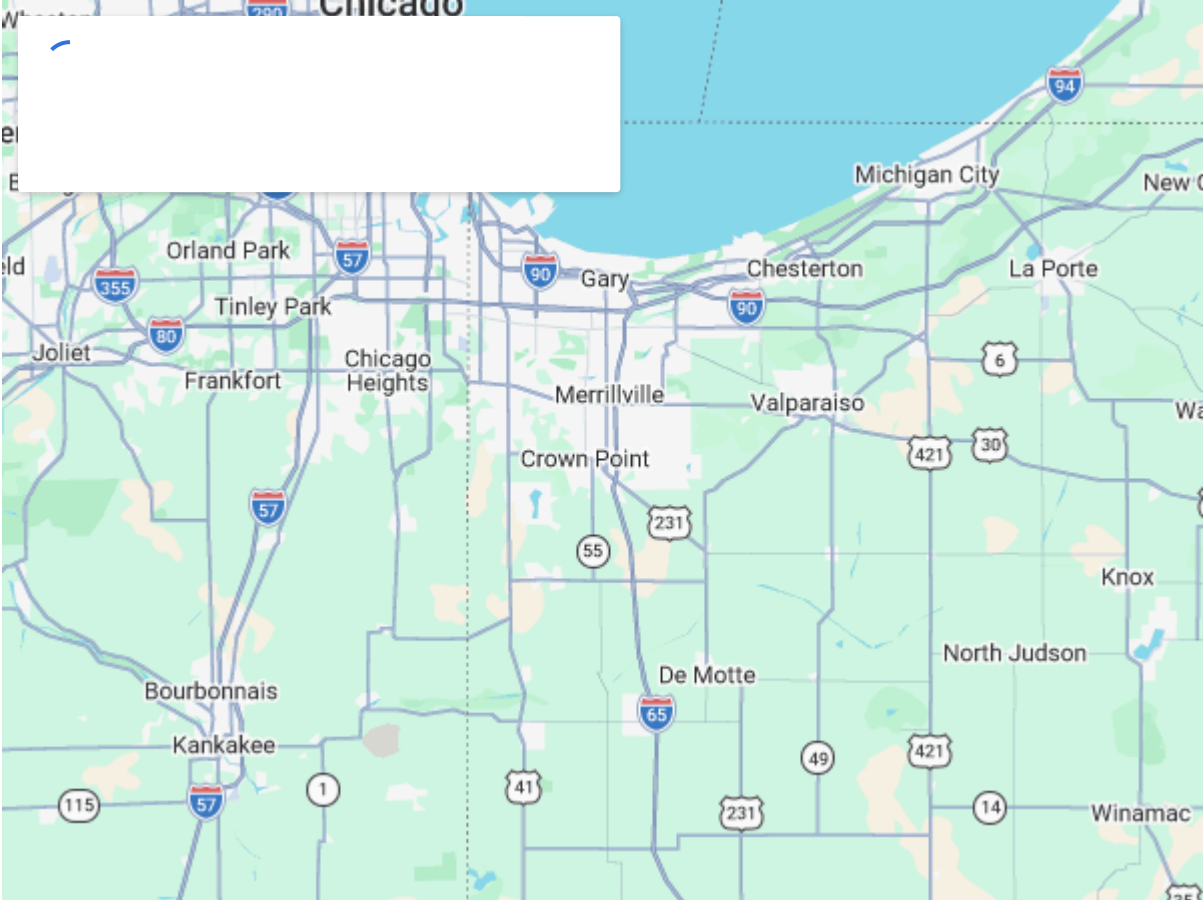 Chicago
290
94
Michigan City
Orland Park
57
90
Gary
Chesterton
La Porte
355
Tinley Park
90
80
Joliet
Chicago
Heights
6
Frankfort
Merrillville
Valparaiso
421
30
Crown Point
57
231
55
Knox
North Judson
De Motte
Bourbonnais
65
Kankakee
421
49
1
41
115
57
231
14
Winamac
35